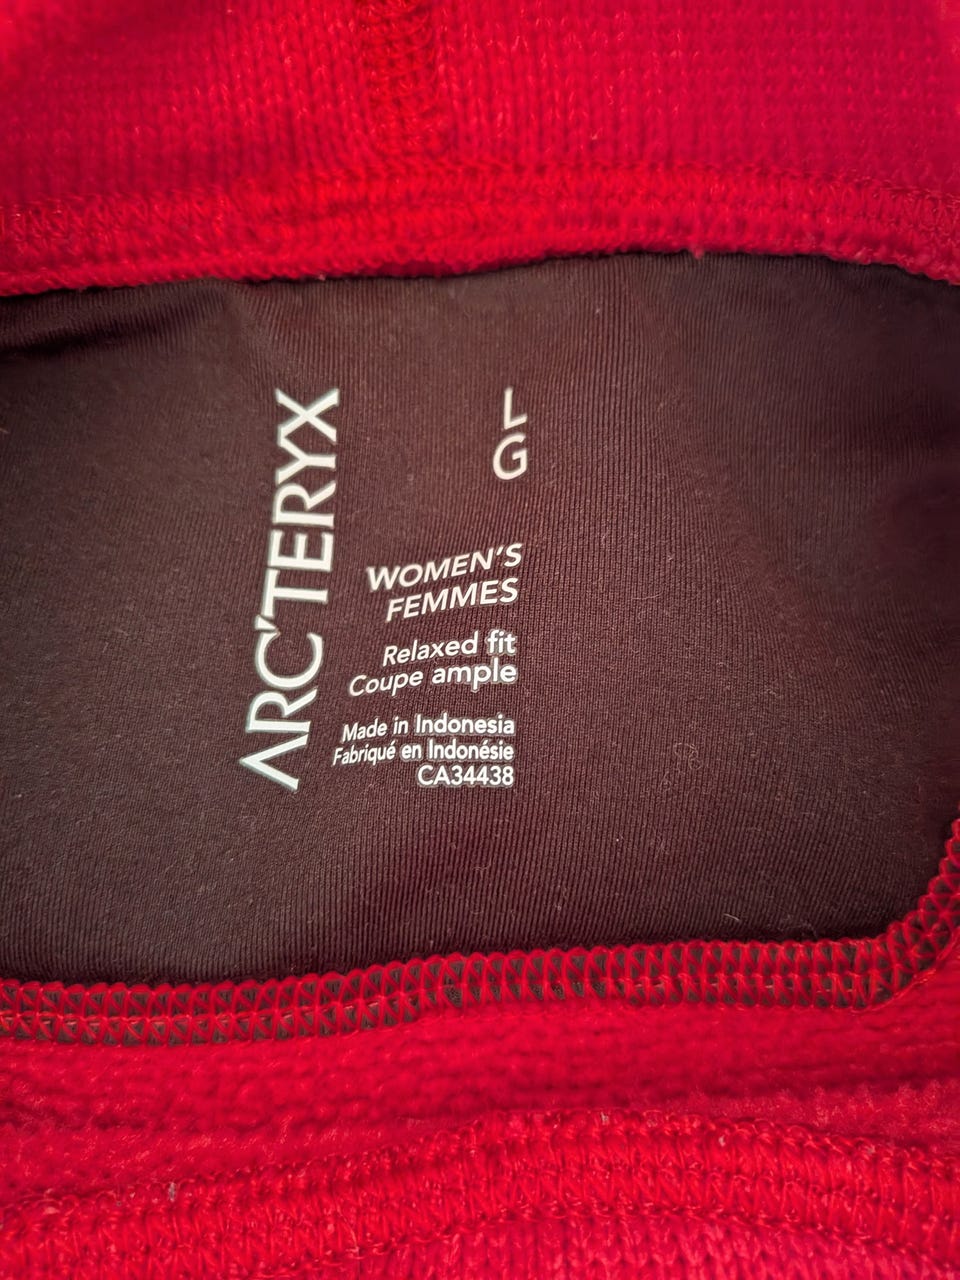 ARC'TERYX
L
G
WOMEN'S
FEMMES
Relaxed fit
Coupe ample
Made in Indonesia
Fabriqué en Indonésie
CA34438